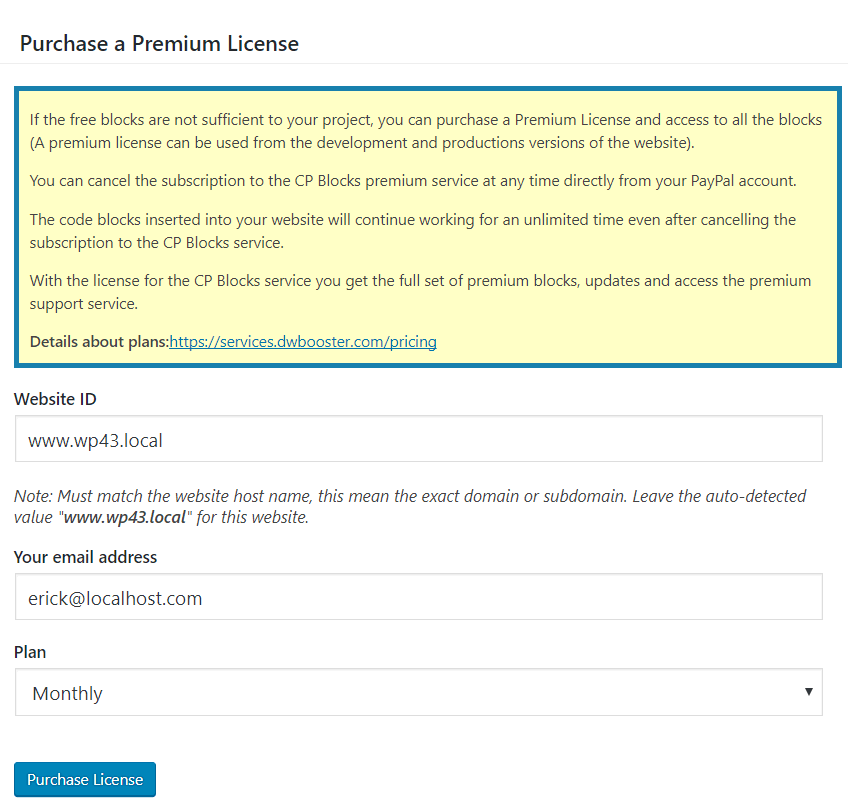 Purchase a Premium License
If the free blocks are not sufficient to your project, you can purchase a Premium License and access to all the blocks
(A premium license can be used from the development and productions versions of the website).
You can cancel the subscription to the CP Blocks premium service at any time directly from your PayPal account.
The code blocks inserted into your website will continue working for an unlimited time even after cancelling the
subscription to the CP Blocks service.
With the license for the CP Blocks service you get the full set of premium blocks, updates and access the premium
support service.
Details about plans:https://services.dwbooster.com/pricing
Website ID
www.wp43.local
Note: Must match the website host name, this mean the exact domain or subdomain. Leave the auto-detected
value "www.wp43.local" for this website.
Your email address
erick@localhost.com
Plan
Monthly
Purchase License